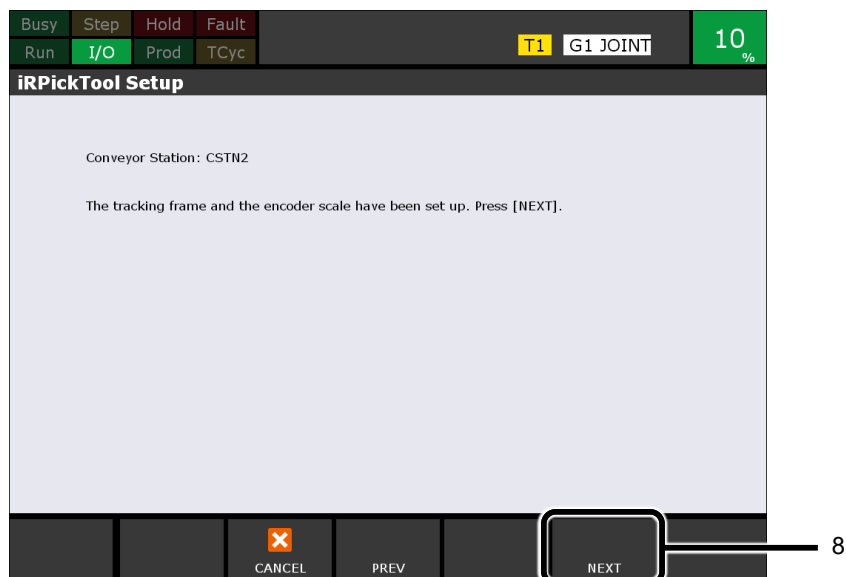 Busy Step Hold Fault
Run I/O Prod TCyc
T1 G1 JOINT
10 %
iRPickTool Setup
Conveyor Station: CSTN2
The tracking frame and the encoder scale have been set up. Press [NEXT].
8
CANCEL PREV NEXT